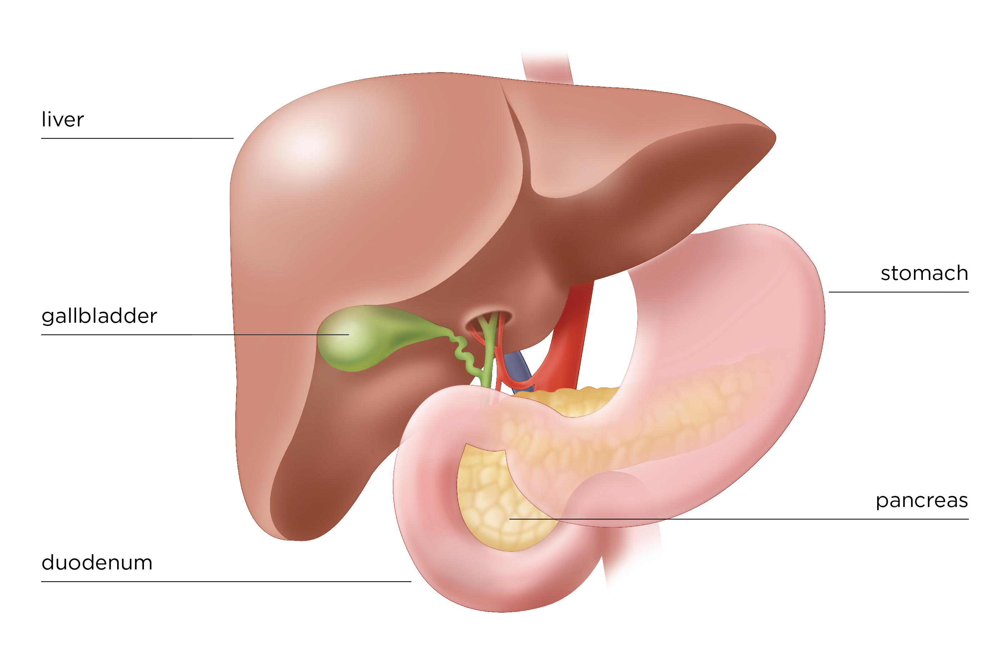 liver
gallbladder
duodenum
stomach
pancreas